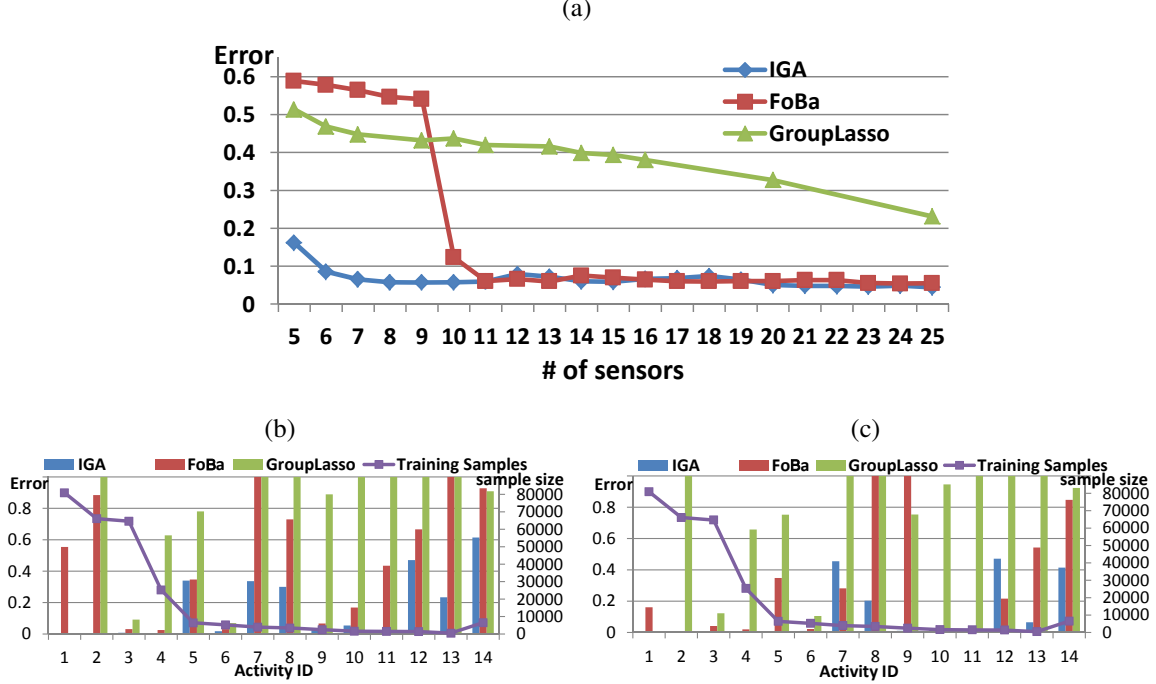 (a)
Error
0.6
0.5
0.4
0.3
0.2
0.1
0
IGA
FoBa
GroupLasso
5 6 7 8 9 10 11 12 13 14 15 16 17 18 19 20 21 22 23 24 25
# of sensors
(b)
IGA FoBa GroupLasso Training Samples
Error
sample size
0.8
0.6
0.4
0.2
0
80000
70000
60000
50000
40000
30000
20000
10000
0
1 2 3 4 5 6 7 8 9 10 11 12 13 14
Activity ID
(c)
IGA FoBa GroupLasso Training Samples
Error
sample size
0.8
0.6
0.4
0.2
0
80000
70000
60000
50000
40000
30000
20000
10000
0
1 2 3 4 5 6 7 8 9 10 11 12 13 14
Activity ID